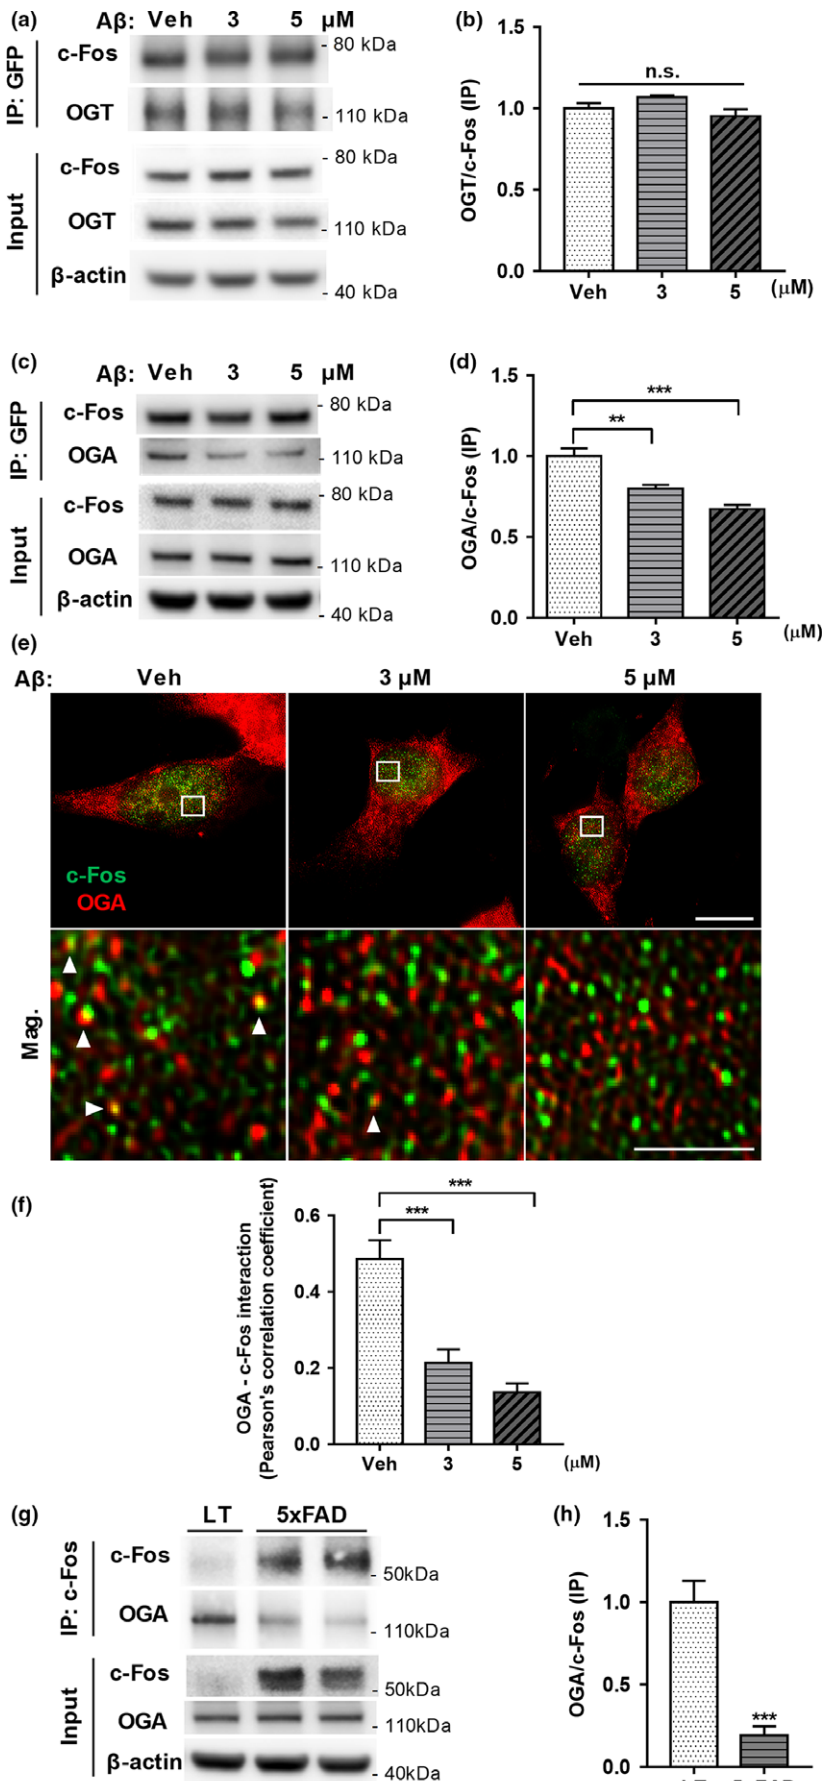 (a)
Aβ: Veh 3 5 μM
IP: GFP
c-Fos
- 80 kDa
OGT
- 110 kDa
Input
c-Fos
- 80 kDa
OGT
- 110 kDa
β-actin
- 40 kDa
(b)
OGT/c-Fos (IP)
1.5
1.0
0.5
0.0
n.s.
Veh 3 5 (μM)
(c)
Aβ: Veh 3 5 μM
IP: GFP
c-Fos
- 80 kDa
OGA
- 110 kDa
Input
c-Fos
- 80 kDa
OGA
- 110 kDa
β-actin
- 40 kDa
(d)
OGA/c-Fos (IP)
1.5
1.0
0.5
0.0
***
**
Veh 3 5 (μM)
(e)
Aβ: Veh 3 μM 5 μM
c-Fos
OGA
Mag.
(f)
OGA - c-Fos interaction
(Pearson's correlation coefficient)
0.6
0.4
0.2
0.0
***
***
Veh 3 5 (μM)
(g)
LT 5xFAD
IP: c-Fos
c-Fos
- 50kDa
OGA
- 110kDa
Input
c-Fos
- 50kDa
OGA
- 110kDa
β-actin
- 40kDa
(h)
OGA/c-Fos (IP)
1.5
1.0
0.5
0.0
***